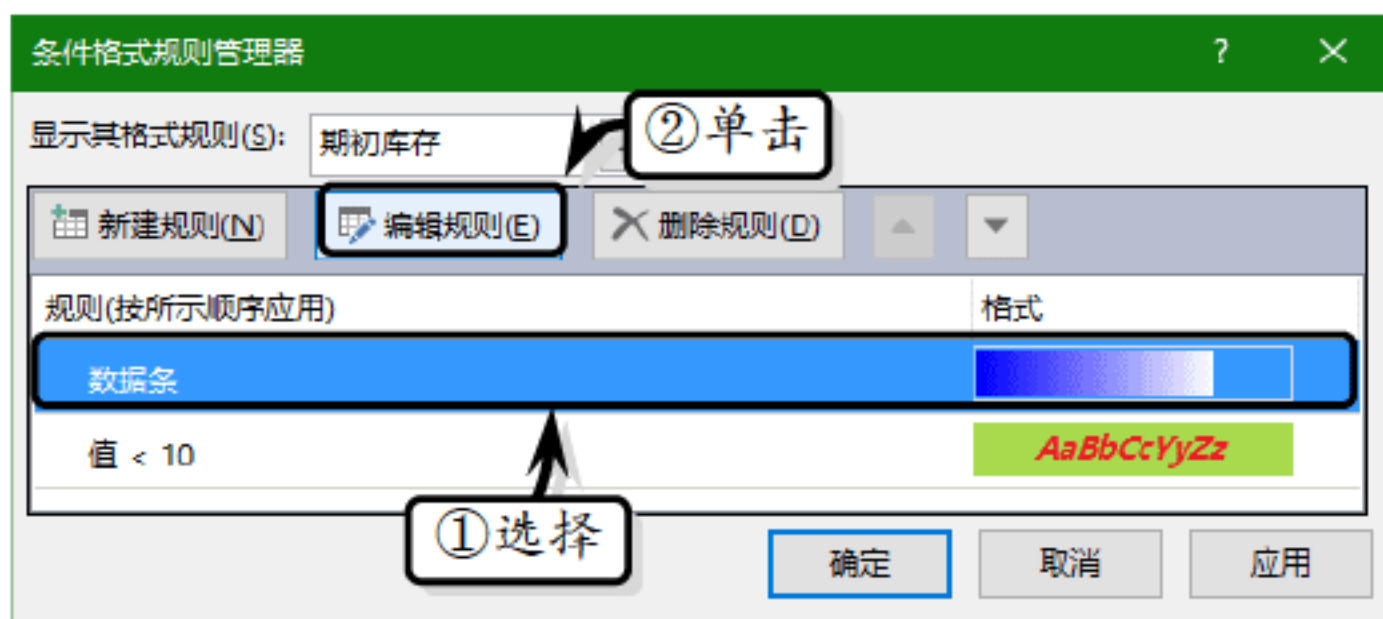 条件格式规则管理器 ?
显示其格式规则(S): 期初库存 ②单击
新建规则(N) 编辑规则(E) 删除规则(D)
规则(按所示顺序应用) 格式
数据条
值 < 10 AaBbCcYyZz
①选择
确定 取消 应用